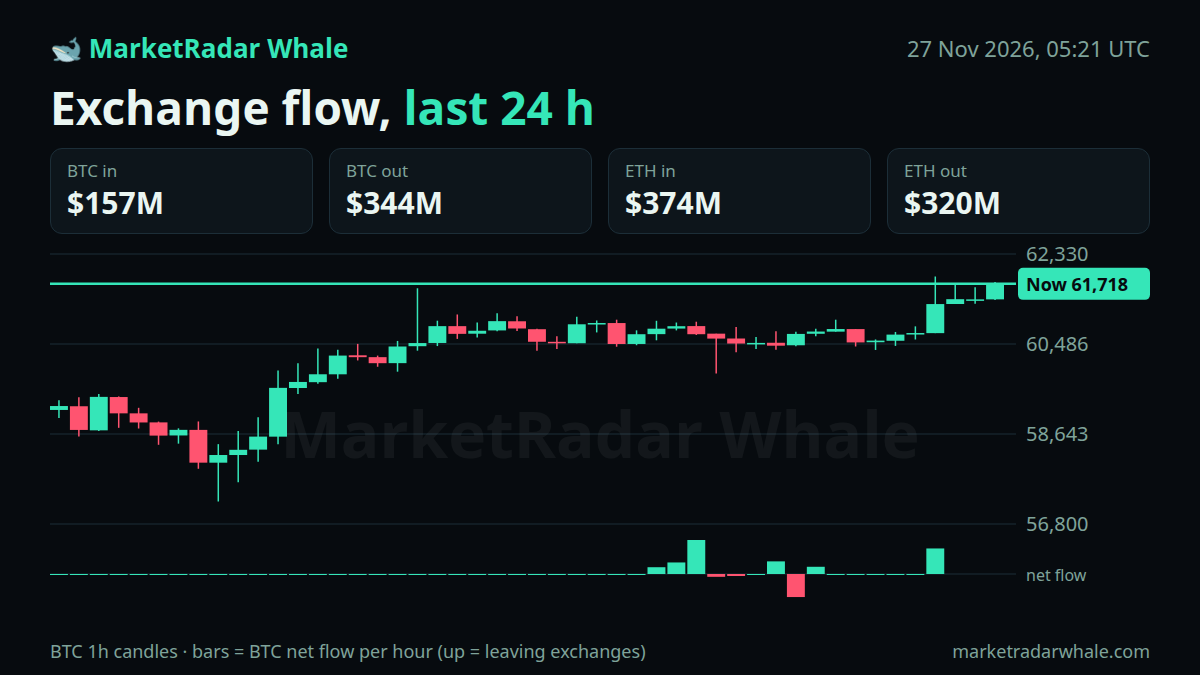 🐋 MarketRadar Whale
27 Nov 2026, 05:21 UTC
Exchange flow, last 24 h
BTC in
$157M
BTC out
$344M
ETH in
$374M
ETH out
$320M
62,330
Now 61,718
60,486
58,643
56,800
MarketRadar Whale
net flow
BTC 1h candles · bars = BTC net flow per hour (up = leaving exchanges)
marketradarwhale.com